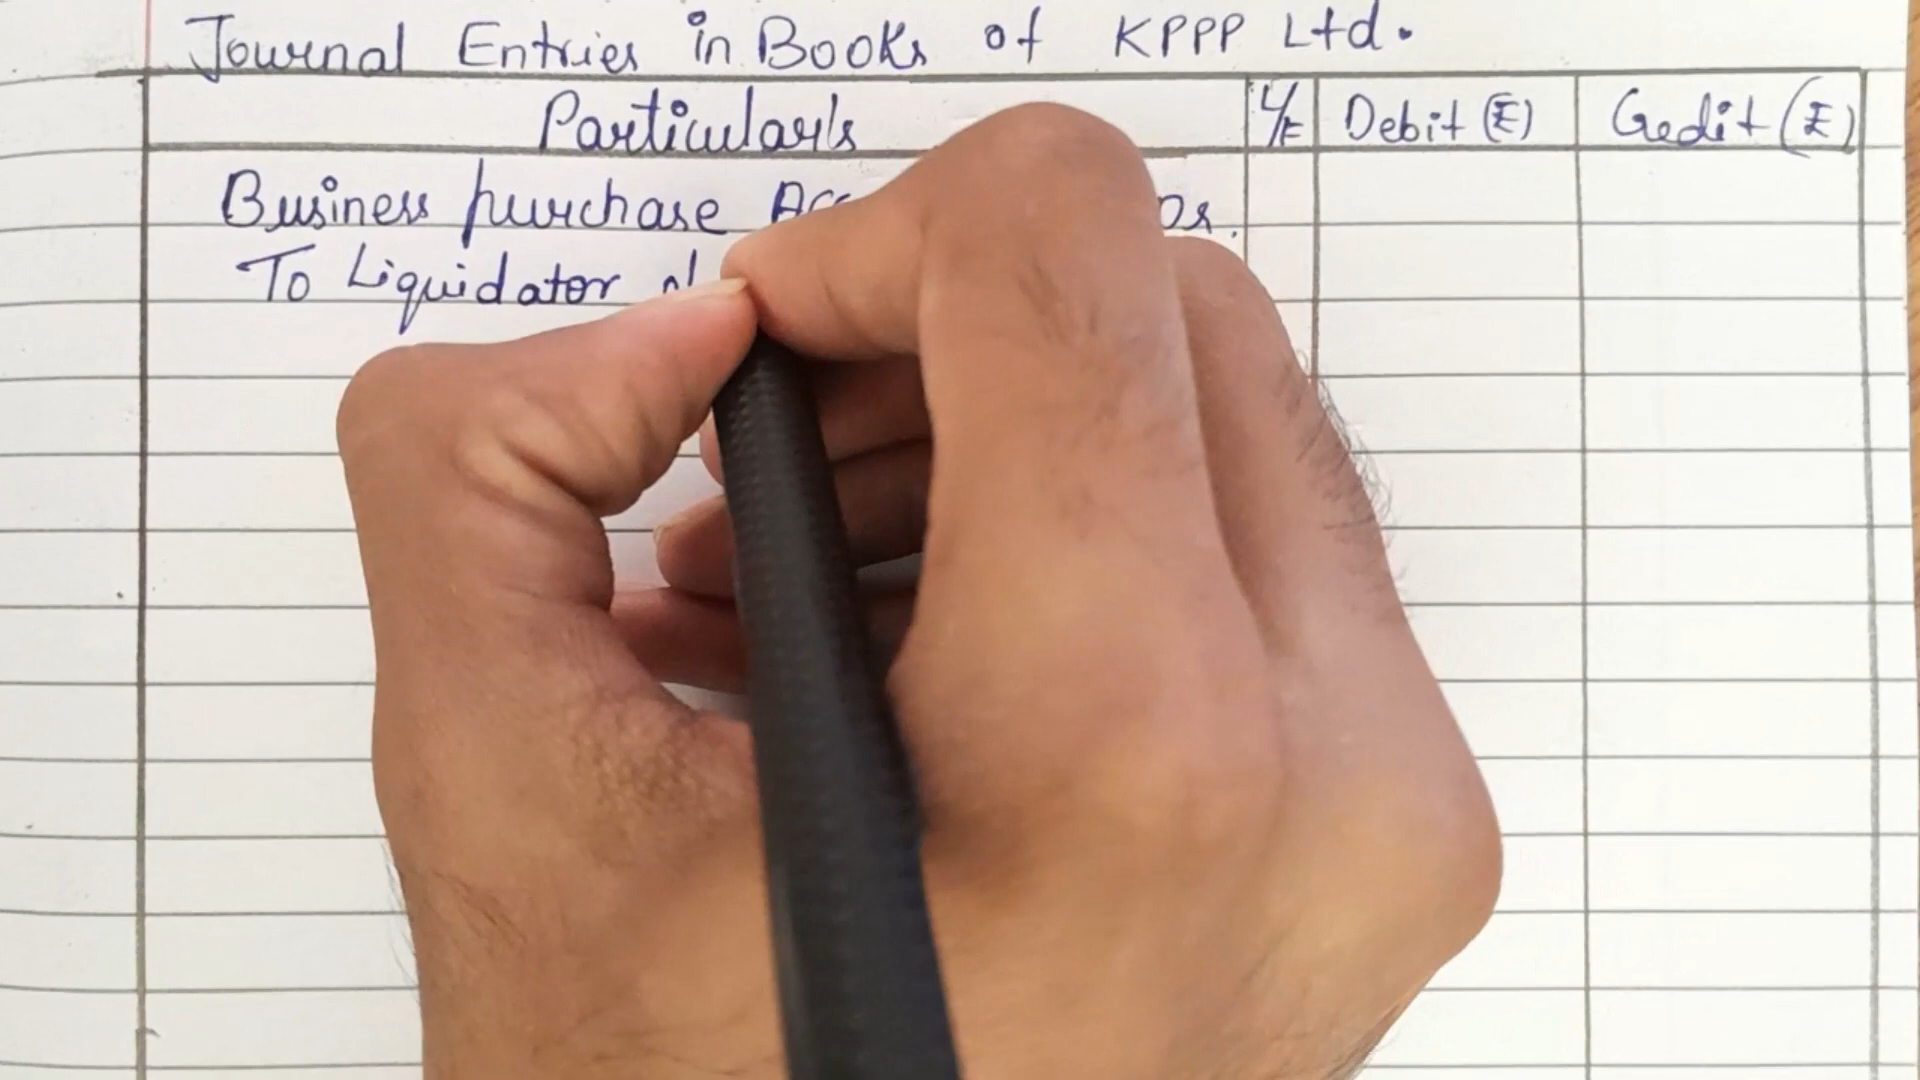 Journal Entries in Books of KPPP Ltd.
Particulars L/F Debit (₹) Credit (₹)
Business purchase
To Liquidator